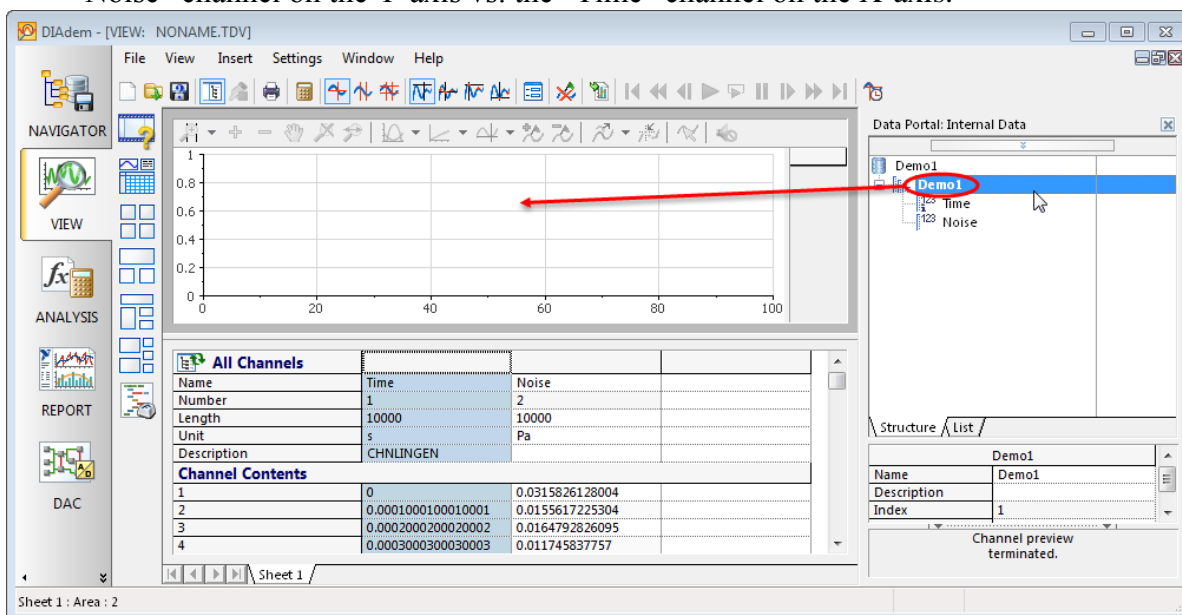 "Noise" channel on the Y-axis vs. the "Time" channel on the X-axis.
DIAdem - [VIEW: NONAME.TDV]
File View Insert Settings Window Help
NAVIGATOR
VIEW
ANALYSIS
REPORT
DAC
1
0.8
0.6
0.4
0.2
0
0 20 40 60 80 100
All Channels
Name Time Noise
Number 1 2
Length 10000 10000
Unit s Pa
Description CHNLINGEN
Channel Contents
1 0 0.0315826128004
2 0.0001000100010001 0.0155617225304
3 0.0002000200020002 0.0164792826095
4 0.0003000300030003 0.011745837757
Sheet 1
Data Portal: Internal Data
Demo1
Demo1
Time
Noise
Structure List
Demo1
Name Demo1
Description
Index 1
Channel preview
terminated.
Sheet 1 : Area : 2